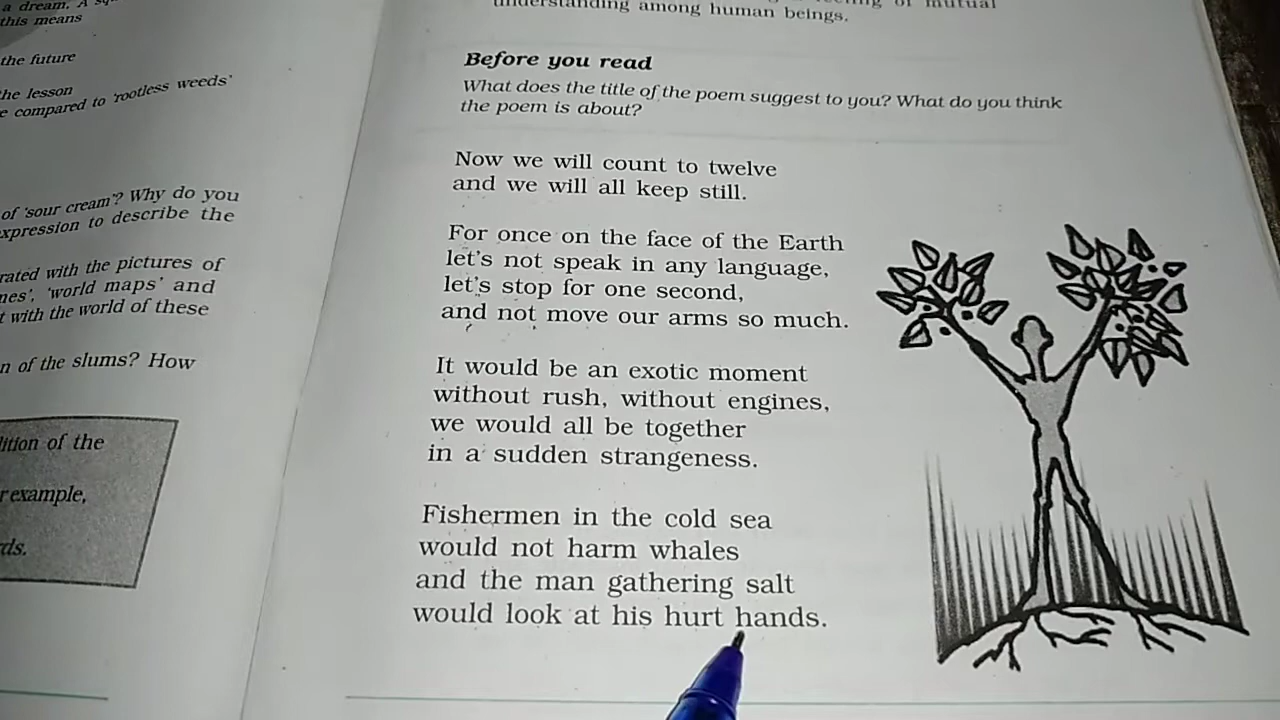 a dream. A
this means
the future
the lesson
compared to 'rootless weeds'
of 'sour cream'? Why do you
expression to describe the
rated with the pictures of
'world maps' and
with the world of these
n of the slums? How
dition of the
example,
rds.
understanding among human beings.
of mutual
Before you read
What does the title of the poem suggest to you? What do you think
the poem is about?
Now we will count to twelve
and we will all keep still.
For once on the face of the Earth
let's not speak in any language,
let's stop for one second,
and not move our arms so much.
It would be an exotic moment
without rush, without engines,
we would all be together
in a sudden strangeness.
Fishermen in the cold sea
would not harm whales
and the man gathering salt
would look at his hurt hands.